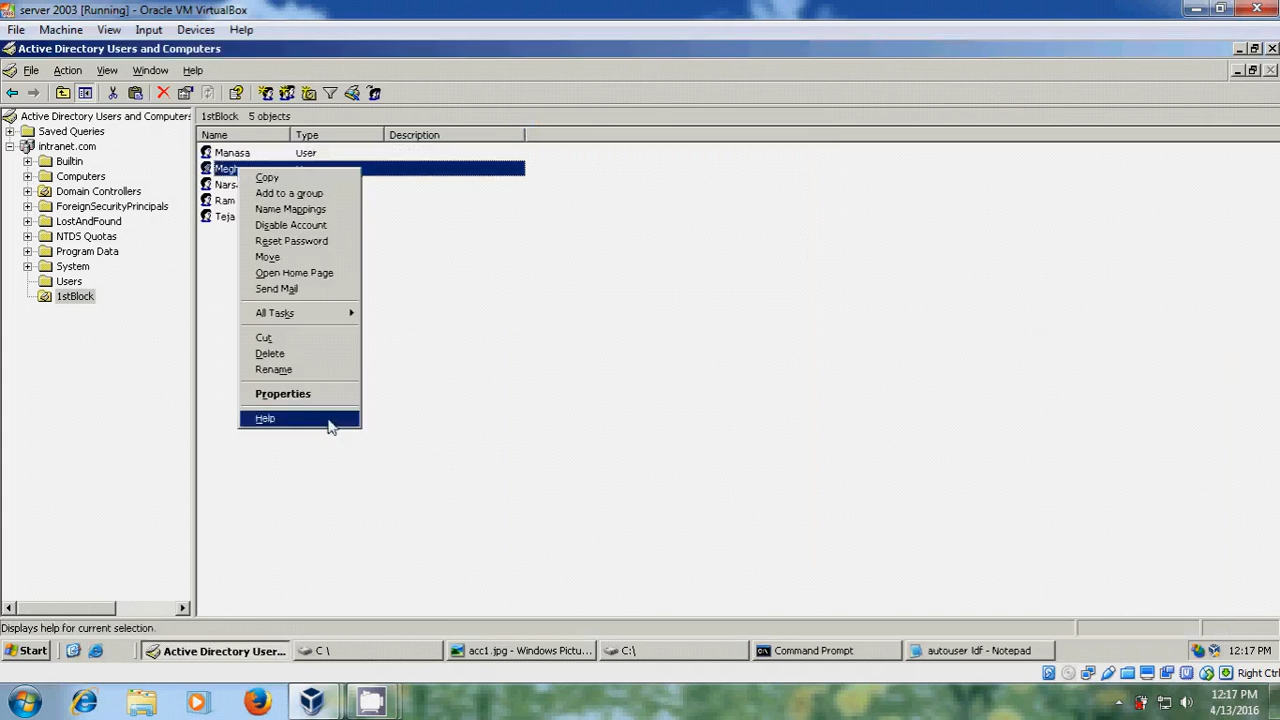 server 2003 [Running] - Oracle VM VirtualBox
File Machine View Input Devices Help
Active Directory Users and Computers
File Action View Window Help
Active Directory Users and Computers
Saved Queries
intranet.com
Builtin
Computers
Domain Controllers
ForeignSecurityPrincipals
LostAndFound
NTDS Quotas
Program Data
System
Users
1stBlock
1stBlock 5 objects
Name Type Description
Manasa User
Megh
Nars
Ram
Teja
Copy
Add to a group
Name Mappings
Disable Account
Reset Password
Move
Open Home Page
Send Mail
All Tasks
Cut
Delete
Rename
Properties
Help
Displays help for current selection.
Start Active Directory User... C \ acc1.jpg - Windows Pictu... C:\ Command Prompt autouser ldf - Notepad 12:17 PM
Right Ctrl
12:17 PM
4/13/2016